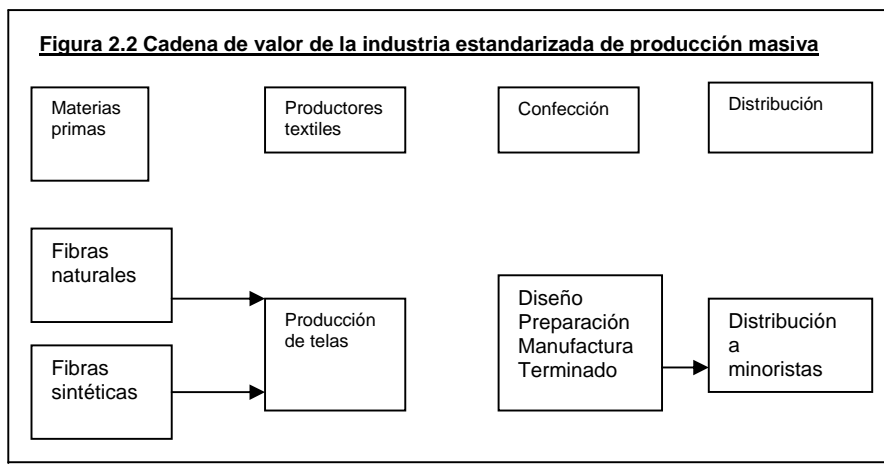 Figura 2.2 Cadena de valor de la industria estandarizada de producción masiva
Materias
primas
Productores
textiles
Confección
Distribución
Fibras
naturales
Fibras
sintéticas
Producción
de telas
Diseño
Preparación
Manufactura
Terminado
Distribución
a
minoristas